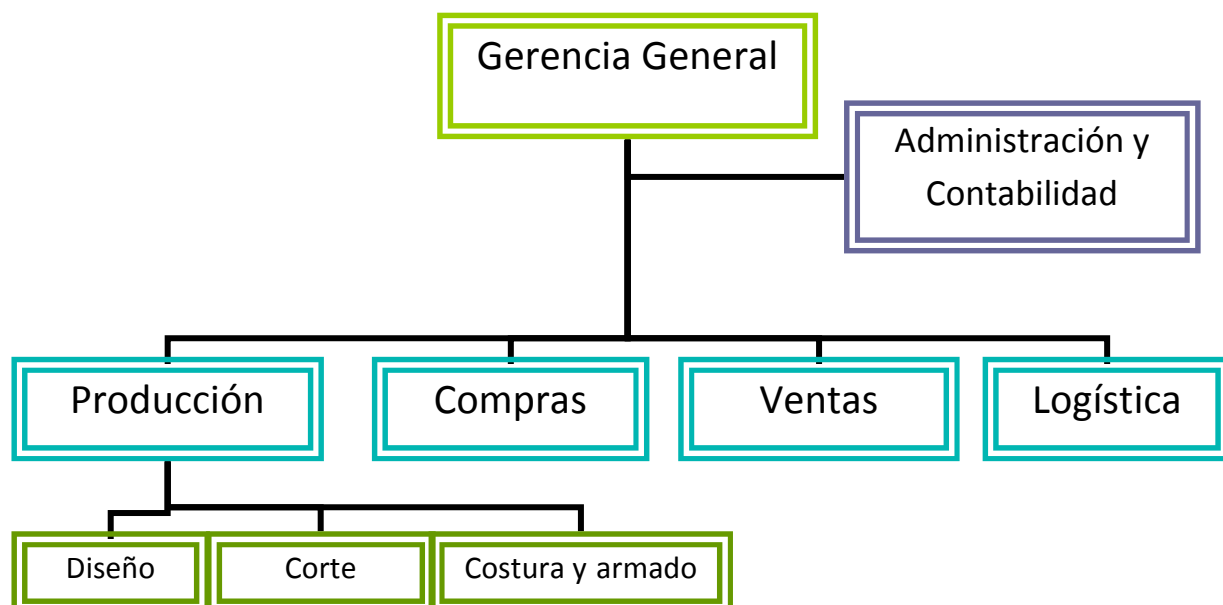 Gerencia General
Administración y
Contabilidad
Producción
Compras
Ventas
Logística
Diseño
Corte
Costura y armado